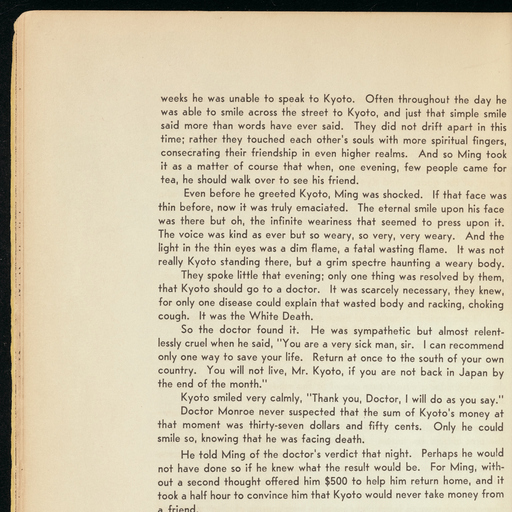 weeks he was unable to speak to Kyoto. Often throughout the day he
was able to smile across the street to Kyoto, and just that simple smile
said more than words have ever said. They did not drift apart in this
time; rather they touched each other's souls with more spiritual fingers,
consecrating their friendship in even higher realms. And so Ming took
it as a matter of course that when, one evening, few people came for
tea, he should walk over to see his friend.
Even before he greeted Kyoto, Ming was shocked. If that face was
thin before, now it was truly emaciated. The eternal smile upon his face
was there but oh, the infinite weariness that seemed to press upon it.
The voice was kind as ever but so weary, so very, very weary. And the
light in the thin eyes was a dim flame, a fatal wasting flame. It was not
really Kyoto standing there, but a grim spectre haunting a weary body.
They spoke little that evening; only one thing was resolved by them,
that Kyoto should go to a doctor. It was scarcely necessary, they knew,
for only one disease could explain that wasted body and racking, choking
cough. It was the White Death.
So the doctor found it. He was sympathetic but almost relent-
lessly cruel when he said, "You are a very sick man, sir. I can recommend
only one way to save your life. Return at once to the south of your own
country. You will not live, Mr. Kyoto, if you are not back in Japan by
the end of the month."
Kyoto smiled very calmly, "Thank you, Doctor, I will do as you say."
Doctor Monroe never suspected that the sum of Kyoto's money at
that moment was thirty-seven dollars and fifty cents. Only he could
smile so, knowing that he was facing death.
He told Ming of the doctor's verdict that night. Perhaps he would
not have done so if he knew what the result would be. For Ming, with-
out a second thought offered him $500 to help him return home, and it
took a half hour to convince him that Kyoto would never take money from
a friend.